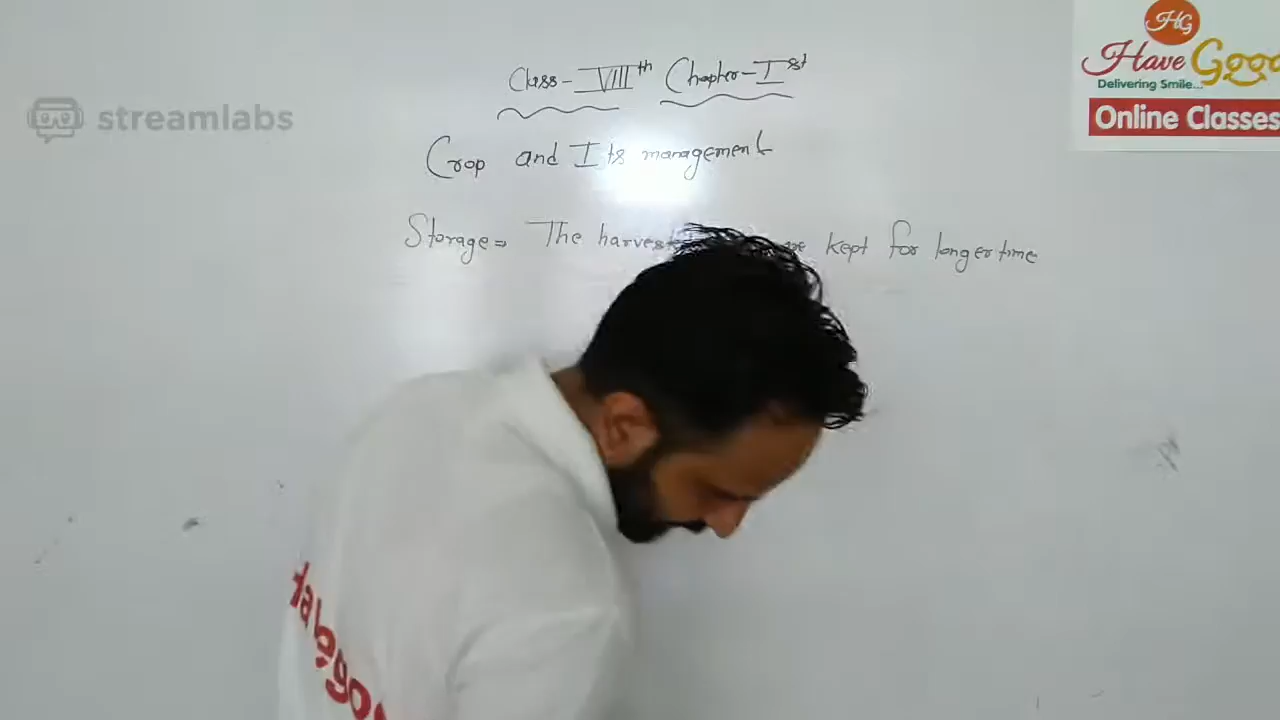 HG
Have Good
Delivering Smile...
Online Classes
streamlabs
Class-VIIIth Chapter-Ist
Crop and Its management
Storage= The harvest kept for longer time